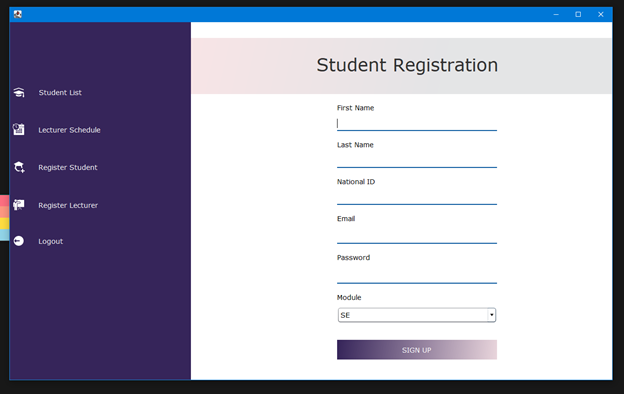 Student List
Lecturer Schedule
Register Student
Register Lecturer
Logout
Student Registration
First Name
Last Name
National ID
Email
Password
Module
SE
SIGN UP